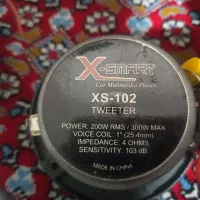 X-SMART
Car Multimedia Player
XS-102
TWEETER
POWER: 200W RMS / 300W MAX
VOICE COIL: 1" (25.4mm)
IMPEDANCE: 4 OHMS
SENSITIVITY: 103 dB
MADE IN CHINA